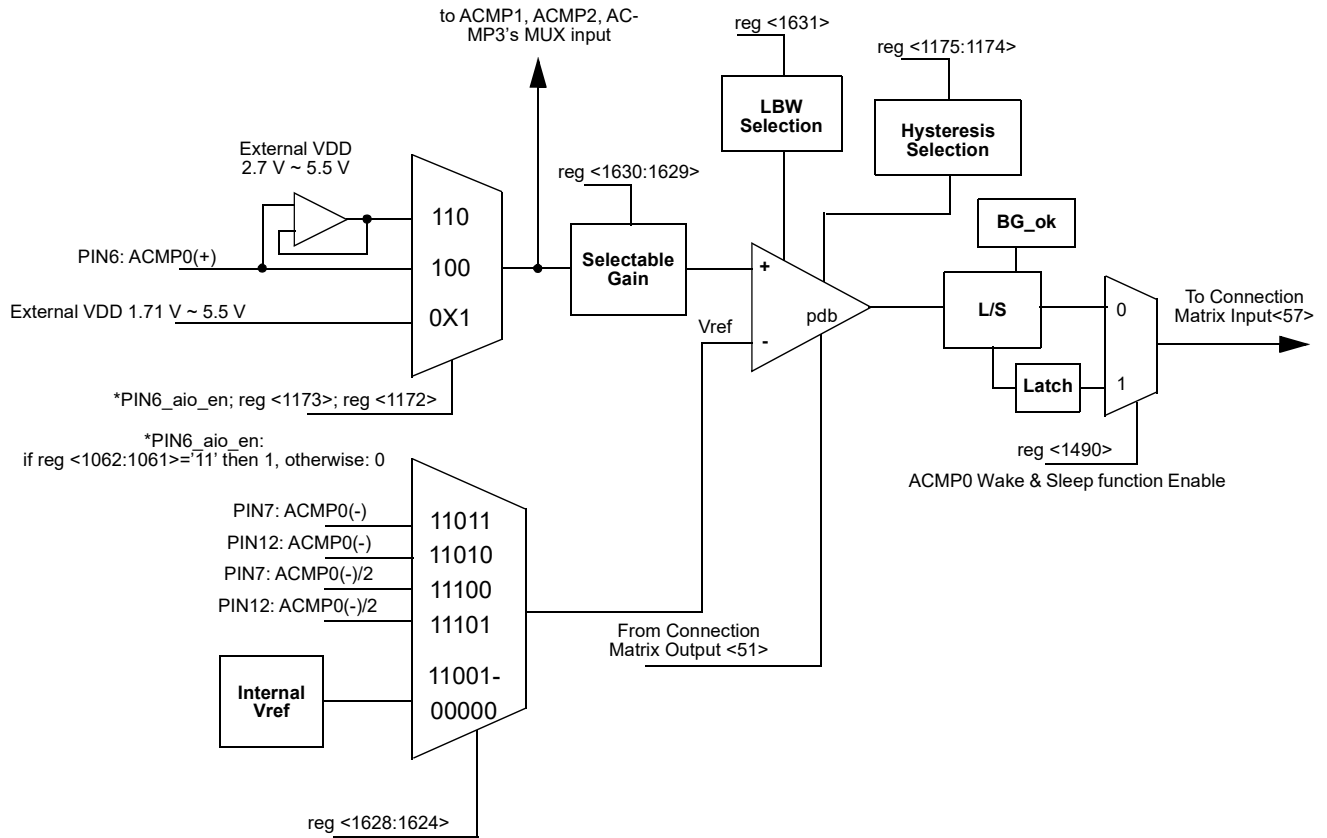 to ACMP1, ACMP2, AC-
MP3's MUX input
reg <1631>
reg <1175:1174>
LBW
Selection
Hysteresis
Selection
External VDD
2.7 V ~ 5.5 V
reg <1630:1629>
110
BG_ok
PIN6: ACMP0(+)
100
Selectable
Gain
+
External VDD 1.71 V ~ 5.5 V
0X1
Vref
-
pdb
L/S
0
To Connection
Matrix Input<57>
Latch
1
*PIN6_aio_en; reg <1173>; reg <1172>
*PIN6_aio_en:
if reg <1062:1061>='11' then 1, otherwise: 0
reg <1490>
ACMP0 Wake & Sleep function Enable
PIN7: ACMP0(-)
11011
PIN12: ACMP0(-)
11010
PIN7: ACMP0(-)/2
11100
PIN12: ACMP0(-)/2
11101
From Connection
Matrix Output <51>
Internal
Vref
11001-
00000
reg <1628:1624>